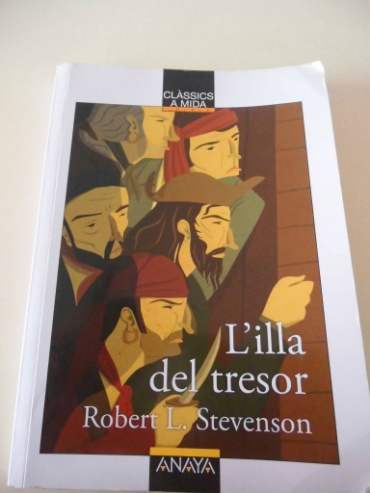 CLÀSSICS
A MIDA
L'illa
del tresor
Robert L. Stevenson
ANAYA